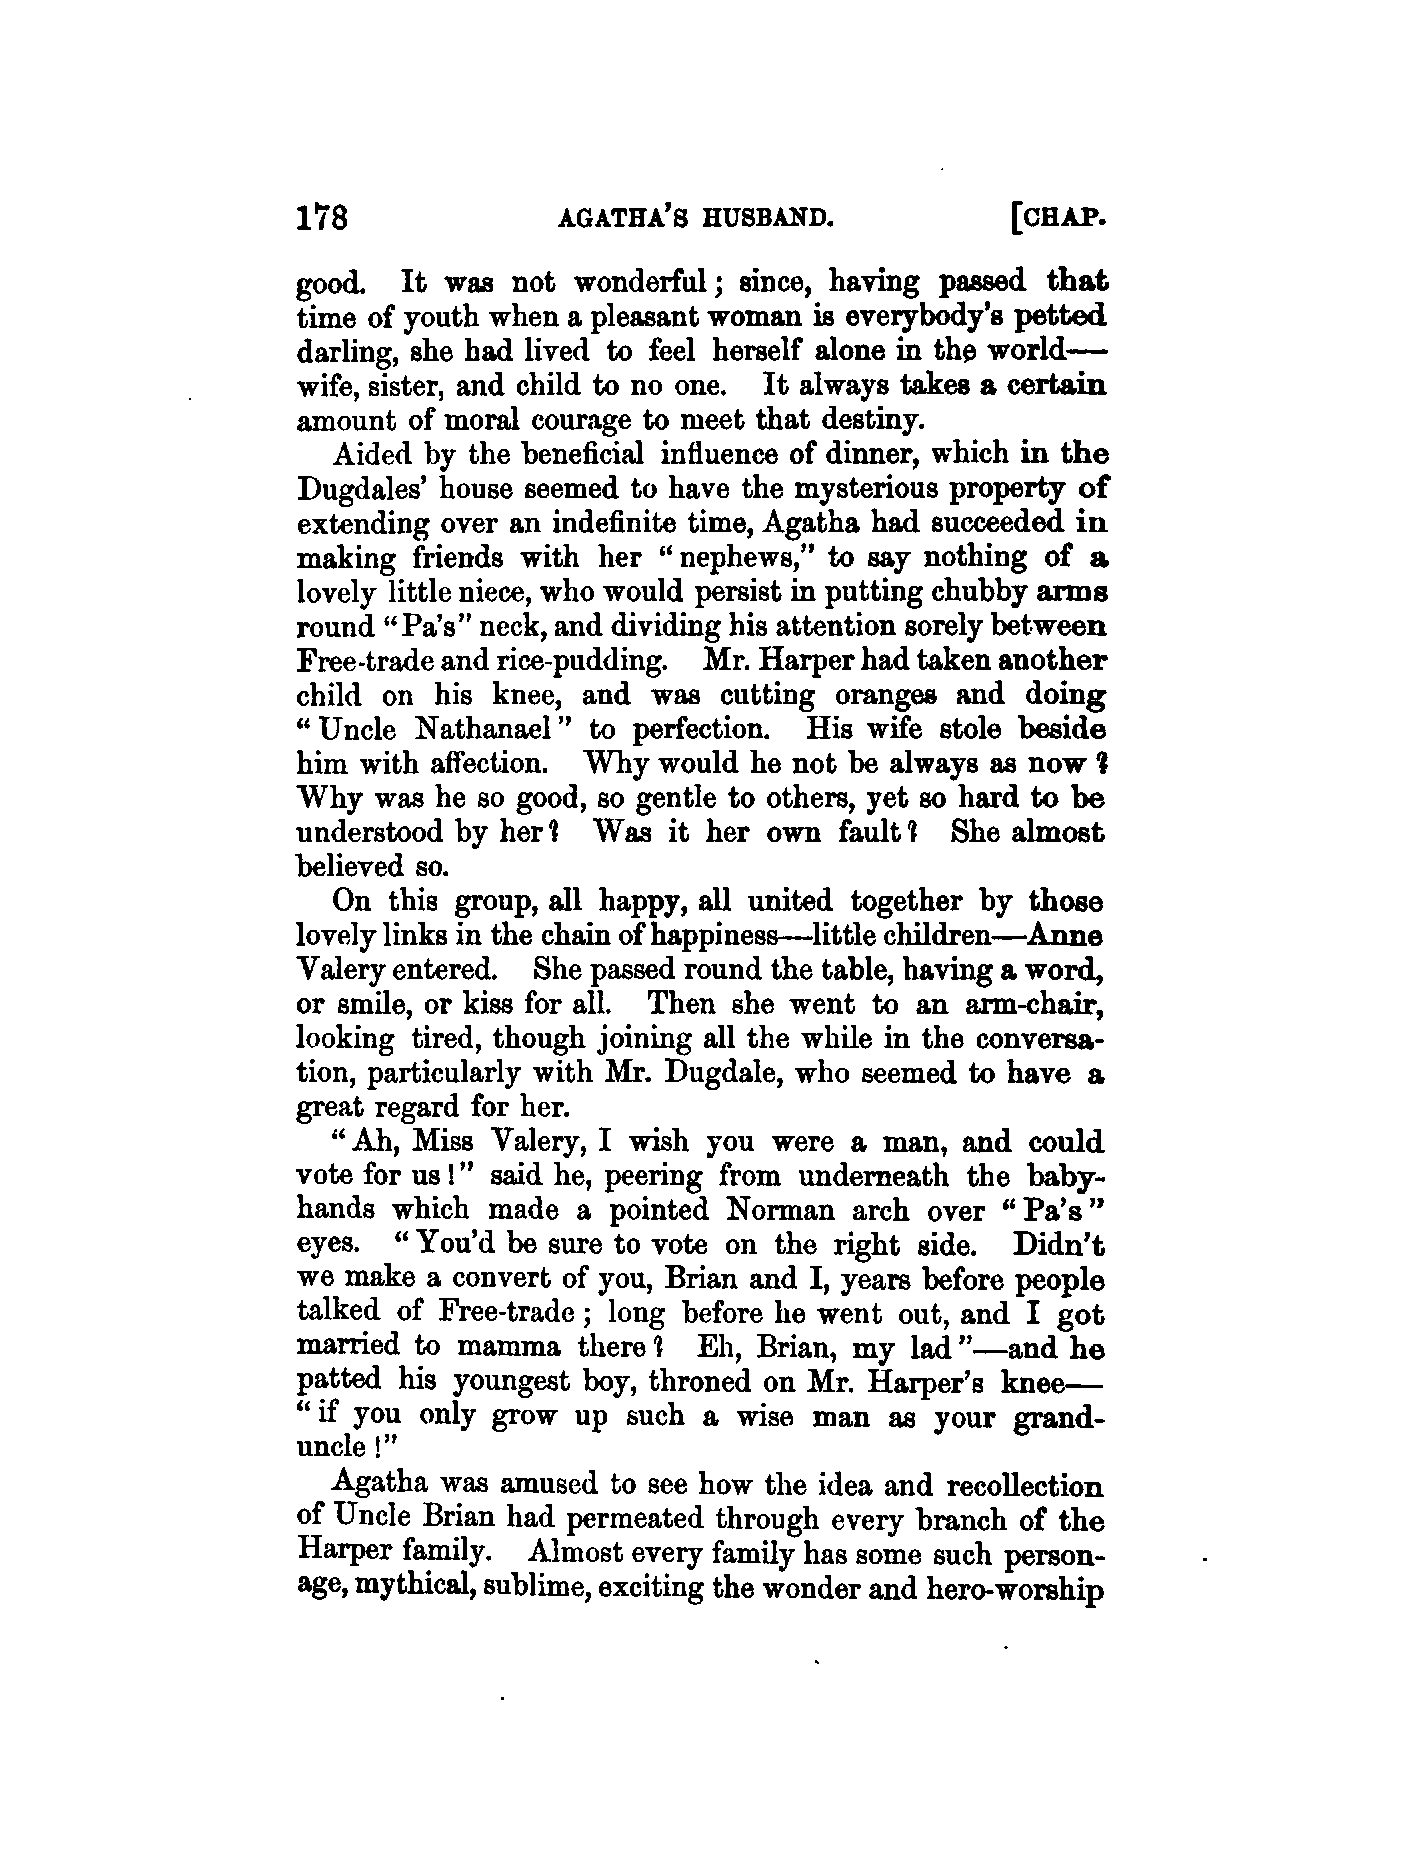 178 AGATHA'S HUSBAND. [CHAP.
good. It was not wonderful; since, having passed that
time of youth when a pleasant woman is everybody's petted
darling, she had lived to feel herself alone in the world—
wife, sister, and child to no one. It always takes a certain
amount of moral courage to meet that destiny.
Aided by the beneficial influence of dinner, which in the
Dugdales' house seemed to have the mysterious property of
extending over an indefinite time, Agatha had succeeded in
making friends with her "nephews," to say nothing of a
lovely little niece, who would persist in putting chubby arms
round "Pa's" neck, and dividing his attention sorely between
Free-trade and rice-pudding. Mr. Harper had taken another
child on his knee, and was cutting oranges and doing
"Uncle Nathanael" to perfection. His wife stole beside
him with affection. Why would he not be always as now?
Why was he so good, so gentle to others, yet so hard to be
understood by her? Was it her own fault? She almost
believed so.
On this group, all happy, all united together by those
lovely links in the chain of happiness—little children—Anne
Valery entered. She passed round the table, having a word,
or smile, or kiss for all. Then she went to an arm-chair,
looking tired, though joining all the while in the conversa-
tion, particularly with Mr. Dugdale, who seemed to have a
great regard for her.
"Ah, Miss Valery, I wish you were a man, and could
vote for us!" said he, peering from underneath the baby-
hands which made a pointed Norman arch over "Pa's"
eyes. "You'd be sure to vote on the right side. Didn't
we make a convert of you, Brian and I, years before people
talked of Free-trade; long before he went out, and I got
married to mamma there? Eh, Brian, my lad"—and he
patted his youngest boy, throned on Mr. Harper's knee—
"if you only grow up such a wise man as your grand-
uncle!"
Agatha was amused to see how the idea and recollection
of Uncle Brian had permeated through every branch of the
Harper family. Almost every family has some such person-
age, mythical, sublime, exciting the wonder and hero-worship